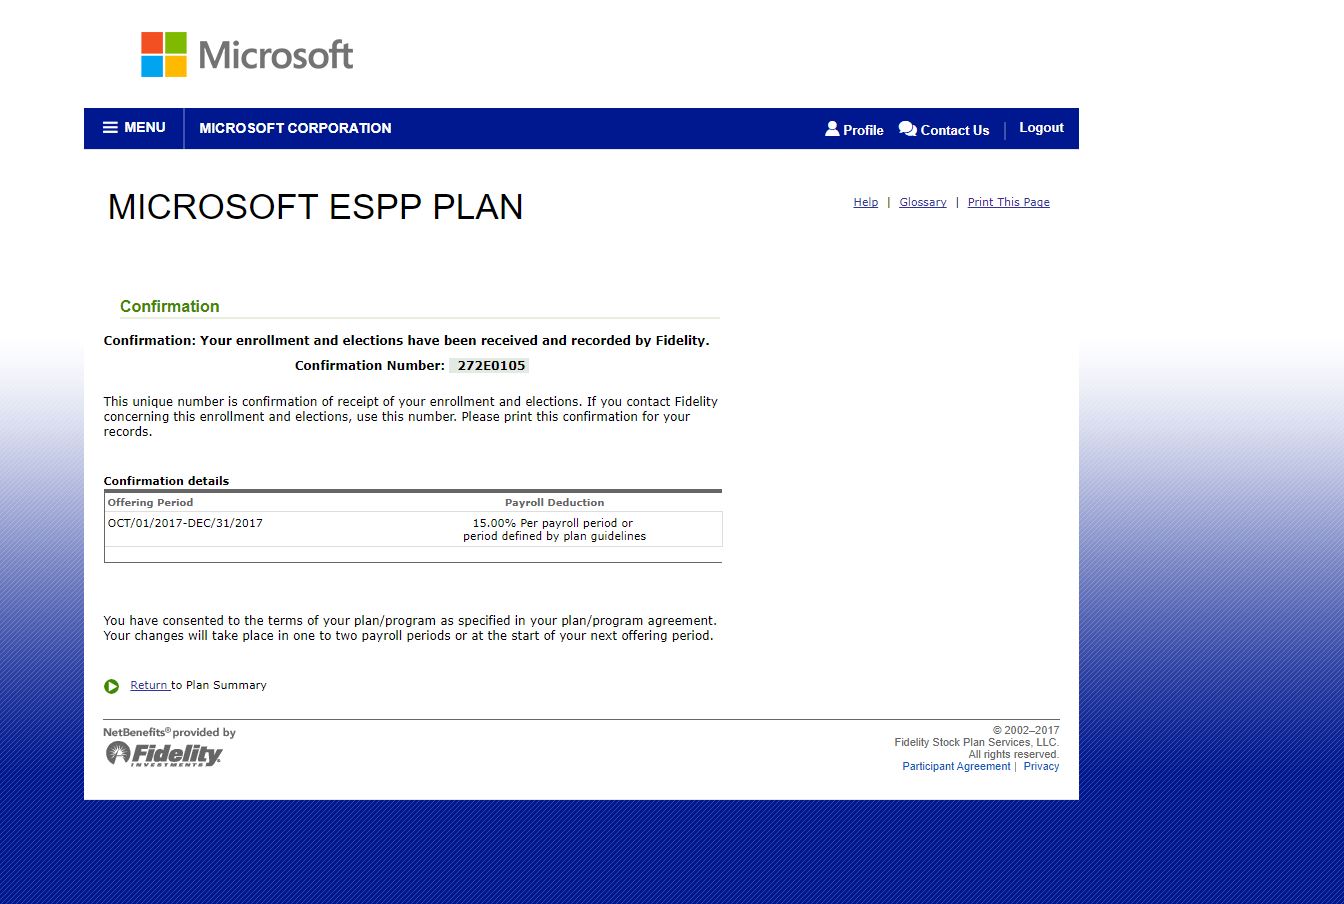 Microsoft
MENU
MICROSOFT CORPORATION
Profile
Contact Us
|
Logout
MICROSOFT ESPP PLAN
Help | Glossary | Print This Page
Confirmation
Confirmation: Your enrollment and elections have been received and recorded by Fidelity.
Confirmation Number: 272E0105
This unique number is confirmation of receipt of your enrollment and elections. If you contact Fidelity
concerning this enrollment and elections, use this number. Please print this confirmation for your
records.
Confirmation details
Offering Period Payroll Deduction
OCT/01/2017-DEC/31/2017 15.00% Per payroll period or
period defined by plan guidelines
You have consented to the terms of your plan/program as specified in your plan/program agreement.
Your changes will take place in one to two payroll periods or at the start of your next offering period.
Return to Plan Summary
NetBenefits® provided by
Fidelity
INVESTMENTS
© 2002–2017
Fidelity Stock Plan Services, LLC.
All rights reserved.
Participant Agreement | Privacy